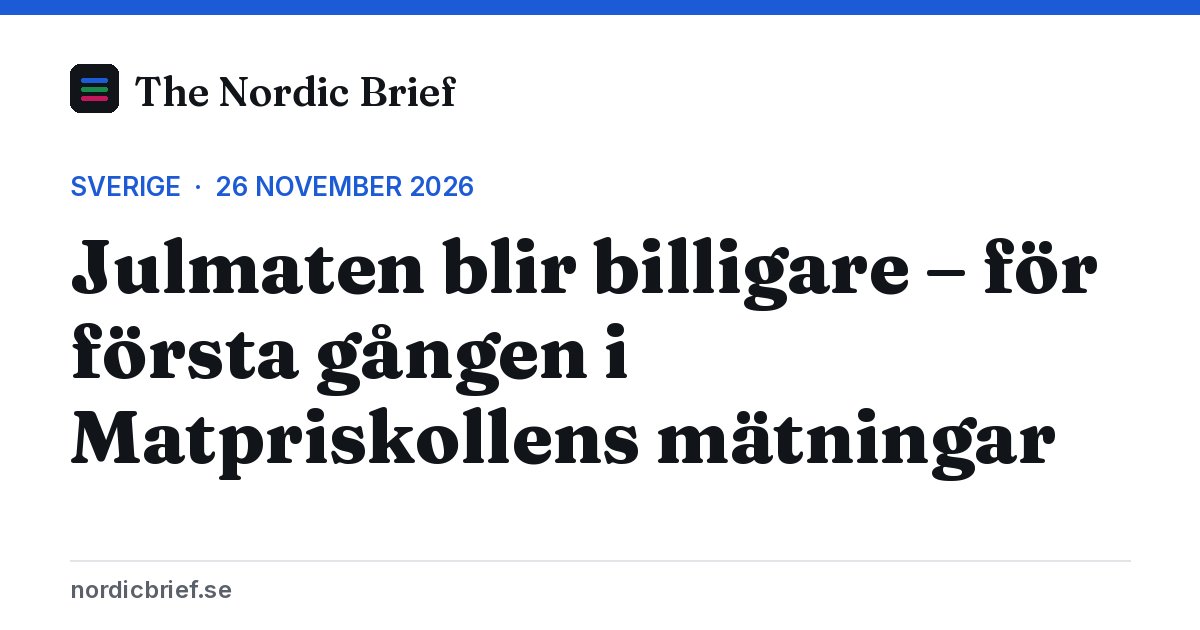 The Nordic Brief
SVERIGE · 26 NOVEMBER 2026
Julmaten blir billigare – för
första gången i
Matpriskollens mätningar
nordicbrief.se